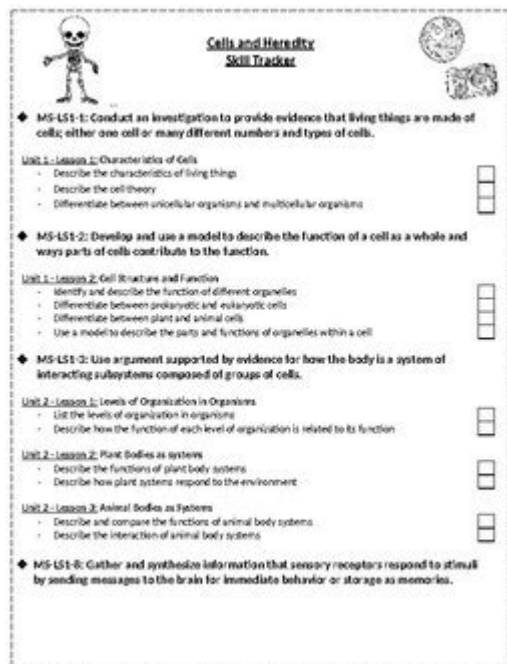 Cells and Heredity
Skill Tracker
◆ MS-LS1-1: Conduct an investigation to provide evidence that living things are made of
cells; either one cell or many different numbers and types of cells.
Unit 1 - Lesson 1: Characteristics of Cells
- Describe the characteristics of living things
- Describe the cell theory
- Differentiate between unicellular organisms and multicellular organisms
◆ MS-LS1-2: Develop and use a model to describe the function of a cell as a whole and
ways parts of cells contribute to the function.
Unit 1 - Lesson 2: Cell Structure and Function
- Identify and describe the function of different organelles
- Differentiate between prokaryotic and eukaryotic cells
- Differentiate between plant and animal cells
- Use a model to describe the parts and functions of organelles within a cell
◆ MS-LS1-3: Use argument supported by evidence for how the body is a system of
interacting subsystems composed of groups of cells.
Unit 2 - Lesson 1: Levels of Organization in Organisms
- List the levels of organization in organisms
- Describe how the function of each level of organization is related to its function
Unit 2 - Lesson 2: Plant Bodies as systems
- Describe the functions of plant body systems
- Describe how plant systems respond to the environment
Unit 2 - Lesson 3: Animal Bodies as Systems
- Describe and compare the functions of animal body systems
- Describe the interaction of animal body systems
◆ MS-LS1-8: Gather and synthesize information that sensory receptors respond to stimuli
by sending messages to the brain for immediate behavior or storage as memories.